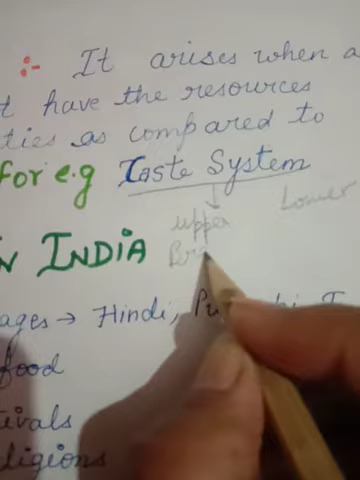 :- It arises when a
t have the resources
ties as compared to
for e.g Caste System
Lower
upper
N INDIA
ages → Hindi,
food
ivals
ligions